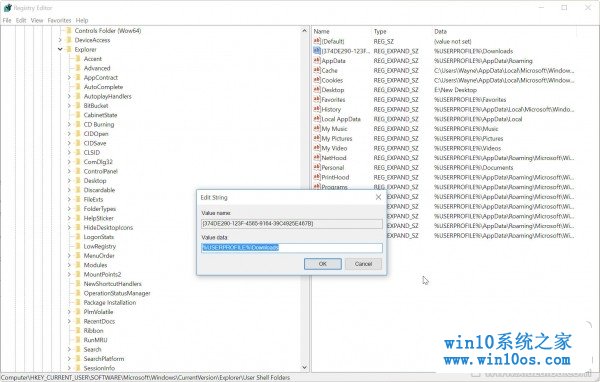 Registry Editor
File Edit View Favorites Help
Controls Folder (Wow64)
DeviceAccess
Explorer
Accent
Advanced
AppContract
AutoComplete
AutoplayHandlers
BitBucket
CabinetState
CD Burning
CIDOpen
CIDSave
CLSID
ComDlg32
ControlPanel
Desktop
Discardable
FileExts
FolderTypes
HelpSticker
HideDesktopIcons
LogonStats
LowRegistry
MenuOrder
Modules
MountPoints2
NewShortcutHandlers
OperationStatusManager
Package Installation
PlmVolatile
RecentDocs
Ribbon
RunMRU
Search
SearchPlatform
SessionInfo
Name Type Data
(Default) REG_SZ (value not set)
{374DE290-123F... REG_EXPAND_SZ %USERPROFILE%\Downloads
AppData REG_EXPAND_SZ %USERPROFILE%\AppData\Roaming
Cache REG_EXPAND_SZ C:\Users\Wayne\AppData\Local\Microsoft\Window...
Cookies REG_EXPAND_SZ C:\Users\Wayne\AppData\Local\Microsoft\Window...
Desktop REG_EXPAND_SZ E:\New Desktop
Favorites REG_EXPAND_SZ %USERPROFILE%\Favorites
History REG_EXPAND_SZ C:\Users\Wayne\AppData\Local\Microsoft\Window...
Local AppData REG_EXPAND_SZ %USERPROFILE%\AppData\Local
My Music REG_EXPAND_SZ %USERPROFILE%\Music
My Pictures REG_EXPAND_SZ %USERPROFILE%\Pictures
My Video REG_EXPAND_SZ %USERPROFILE%\Videos
NetHood REG_EXPAND_SZ %USERPROFILE%\AppData\Roaming\Microsoft\Wi...
Personal REG_EXPAND_SZ %USERPROFILE%\Documents
PrintHood REG_EXPAND_SZ %USERPROFILE%\AppData\Roaming\Microsoft\Wi...
Programs REG_EXPAND_SZ %USERPROFILE%\AppData\Roaming\Microsoft\Wi...
Edit String
Value name:
{374DE290-123F-4565-9164-39C4925E467B}
Value data:
%USERPROFILE%\Downloads
OK Cancel
win10系统之家
www.win10os.com
Computer\HKEY_CURRENT_USER\SOFTWARE\Microsoft\Windows\CurrentVersion\Explorer\User Shell Folders